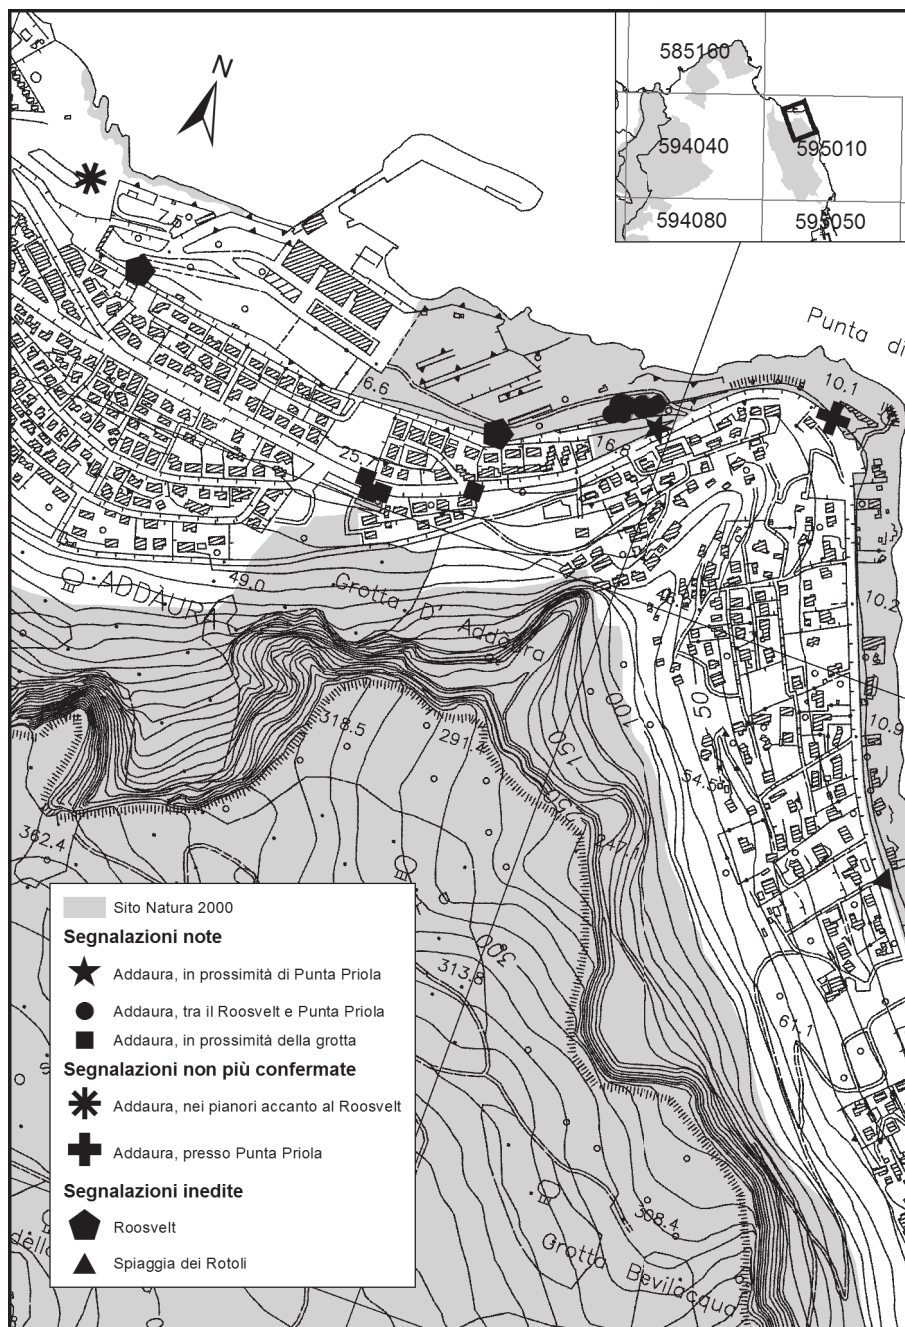 N
585160
594040
595010
594080
595050
7.5
Punta di
6.6
10.1
16.8
25.
ADDAURA
49.0
Grotta D' Addaura
10.2
100
50
318.5
291.4
150
10.9
54.5
362.4
247.
300
313.8
61.1
308.4
Grotta Bevilacqua
della
Sito Natura 2000
Segnalazioni note
Addaura, in prossimità di Punta Priola
Addaura, tra il Roosvelt e Punta Priola
Addaura, in prossimità della grotta
Segnalazioni non più confermate
Addaura, nei pianori accanto al Roosvelt
Addaura, presso Punta Priola
Segnalazioni inedite
Roosvelt
Spiaggia dei Rotoli